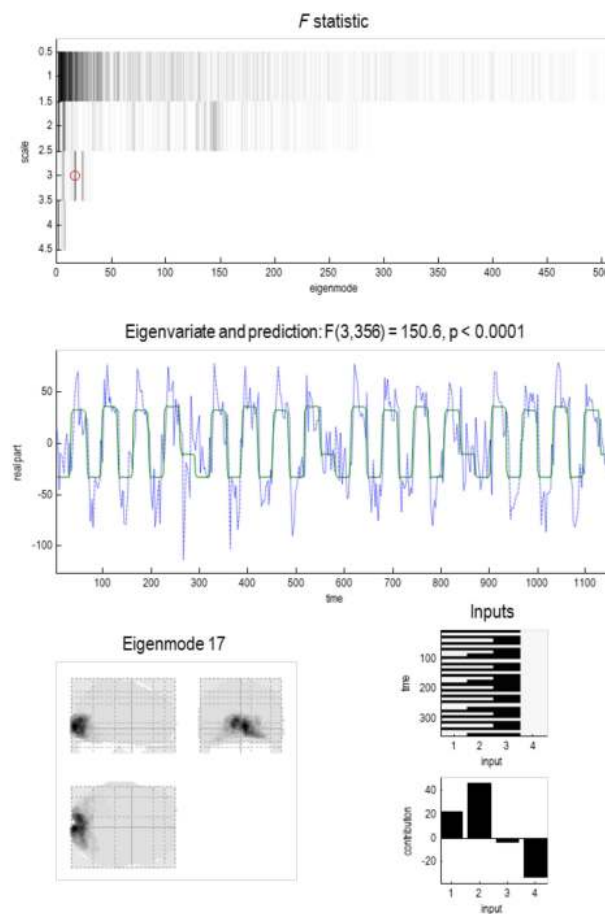 F statistic
0.5
1
1.5
2
2.5
3
3.5
4
4.5
scale
0 50 100 150 200 250 300 350 400 450 500
eigenmode
Eigenvariate and prediction: F(3,356) = 150.6, p < 0.0001
50
0
-50
-100
real part
100 200 300 400 500 600 700 800 900 1000 1100
time
Eigenmode 17
Inputs
100
200
300
time
1 2 3 4
input
40
20
0
-20
contribution
1 2 3 4
input